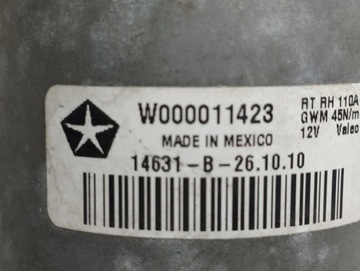 W000011423
RT RH 110A
GWM 45N/m
12V Valeo
MADE IN MEXICO
14631-B-26.10.10